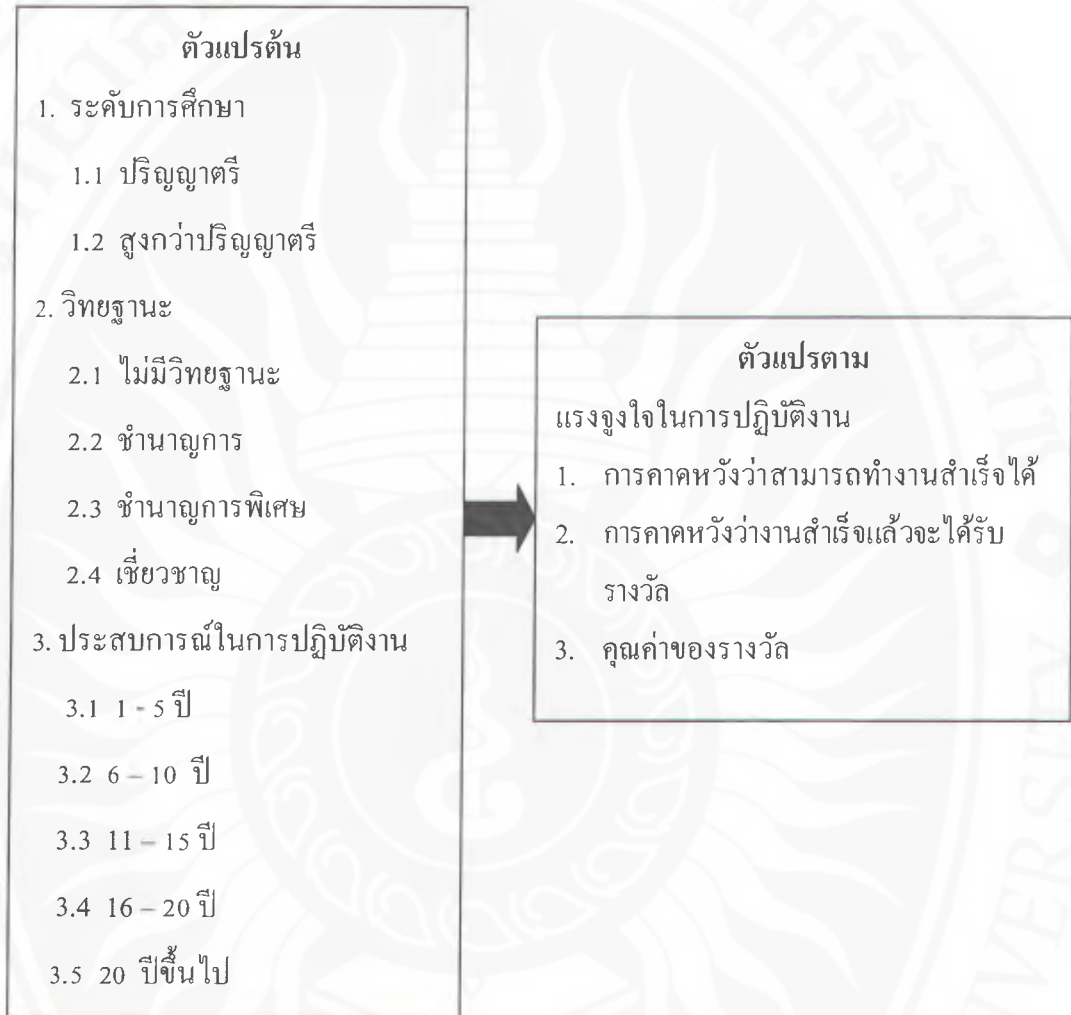 ตัวแปรต้น
1. ระดับการศึกษา
1.1 ปริญญาตรี
1.2 สูงกว่าปริญญาตรี
2. วิทยฐานะ
2.1 ไม่มีวิทยฐานะ
2.2 ชำนาญการ
2.3 ชำนาญการพิเศษ
2.4 เชี่ยวชาญ
3. ประสบการณ์ในการปฏิบัติงาน
3.1 1 - 5 ปี
3.2 6 – 10 ปี
3.3 11 – 15 ปี
3.4 16 – 20 ปี
3.5 20 ปีขึ้นไป
ตัวแปรตาม
แรงจูงใจในการปฏิบัติงาน
1. การคาดหวังว่าสามารถทำงานสำเร็จได้
2. การคาดหวังว่างานสำเร็จแล้วจะได้รับ
รางวัล
3. คุณค่าของรางวัล